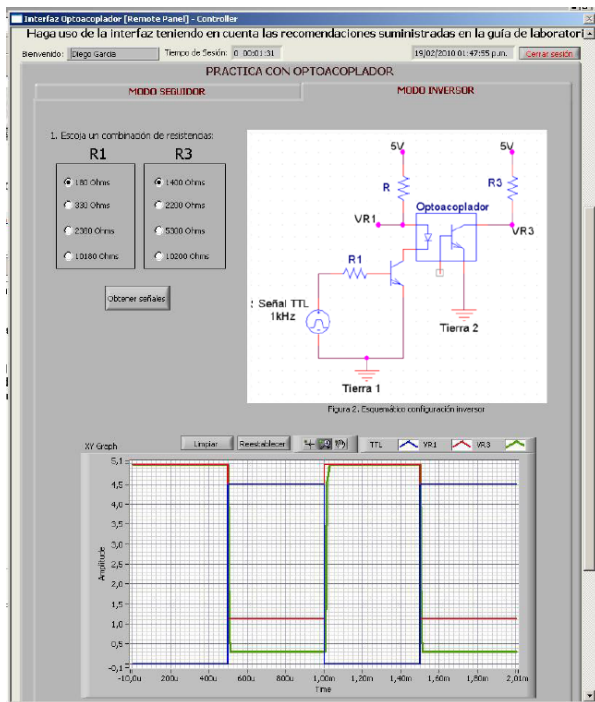 Interfaz Optoacoplador [Remote Panel] - Controller
Haga uso de la interfaz teniendo en cuenta las recomendaciones suministradas en la guía de laboratori
Bienvenido: Diego Garcia Tiempo de Sesión: 0 00:01:31 19/02/2010 01:47:55 p.m. Cerrar sesión
PRACTICA CON OPTOACOPLADOR
MODO SEGUIDOR MODO INVERSOR
1. Escoja un combinación de resistencias:
R1 R3
180 Ohms 1400 Ohms
330 Ohms 2200 Ohms
5300 Ohms
10180 Ohms 10200 Ohms
Obtener señales
5V 5V
R R3
Optoacoplador
VR1 VR3
R1
: Señal TTL
1kHz
Tierra 2
Tierra 1
Figura 2. Esquemático configuración inversor
XY Graph Limpiar Reestablecer TTL VR1 VR3
5,1
4,5
4,0
3,5
3,0
2,5
2,0
1,5
1,0
0,5
-0,1
Amplitude
-10,0u 200u 400u 600u 800u 1,00m 1,20m 1,40m 1,60m 1,80m 2,01m
Time